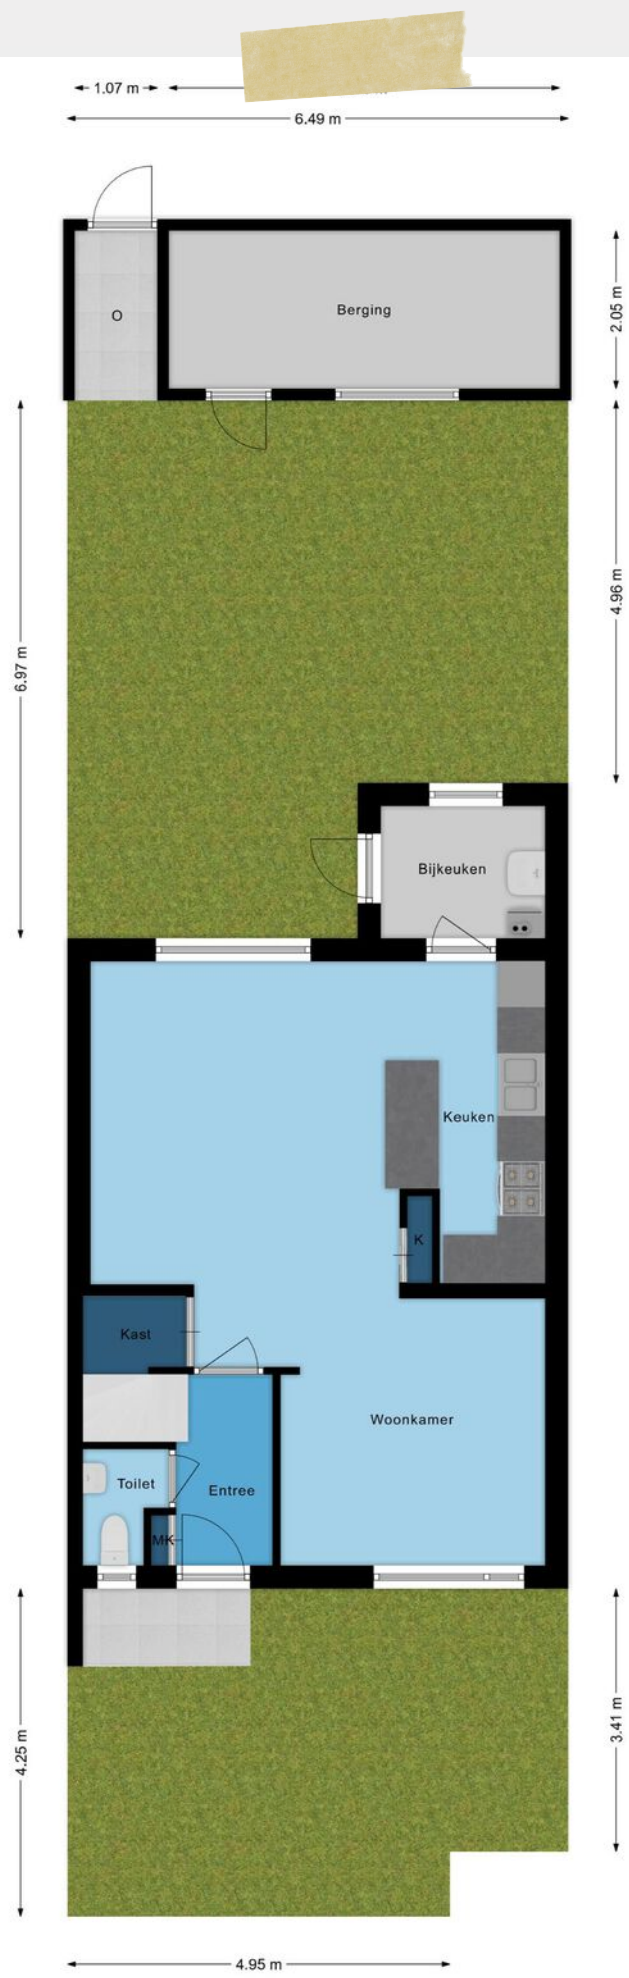 1.07 m
6.49 m
O
Berging
2.05 m
6.97 m
4.96 m
Bijkeuken
Keuken
K
Kast
Woonkamer
Toilet
Entree
MK
4.25 m
3.41 m
4.95 m